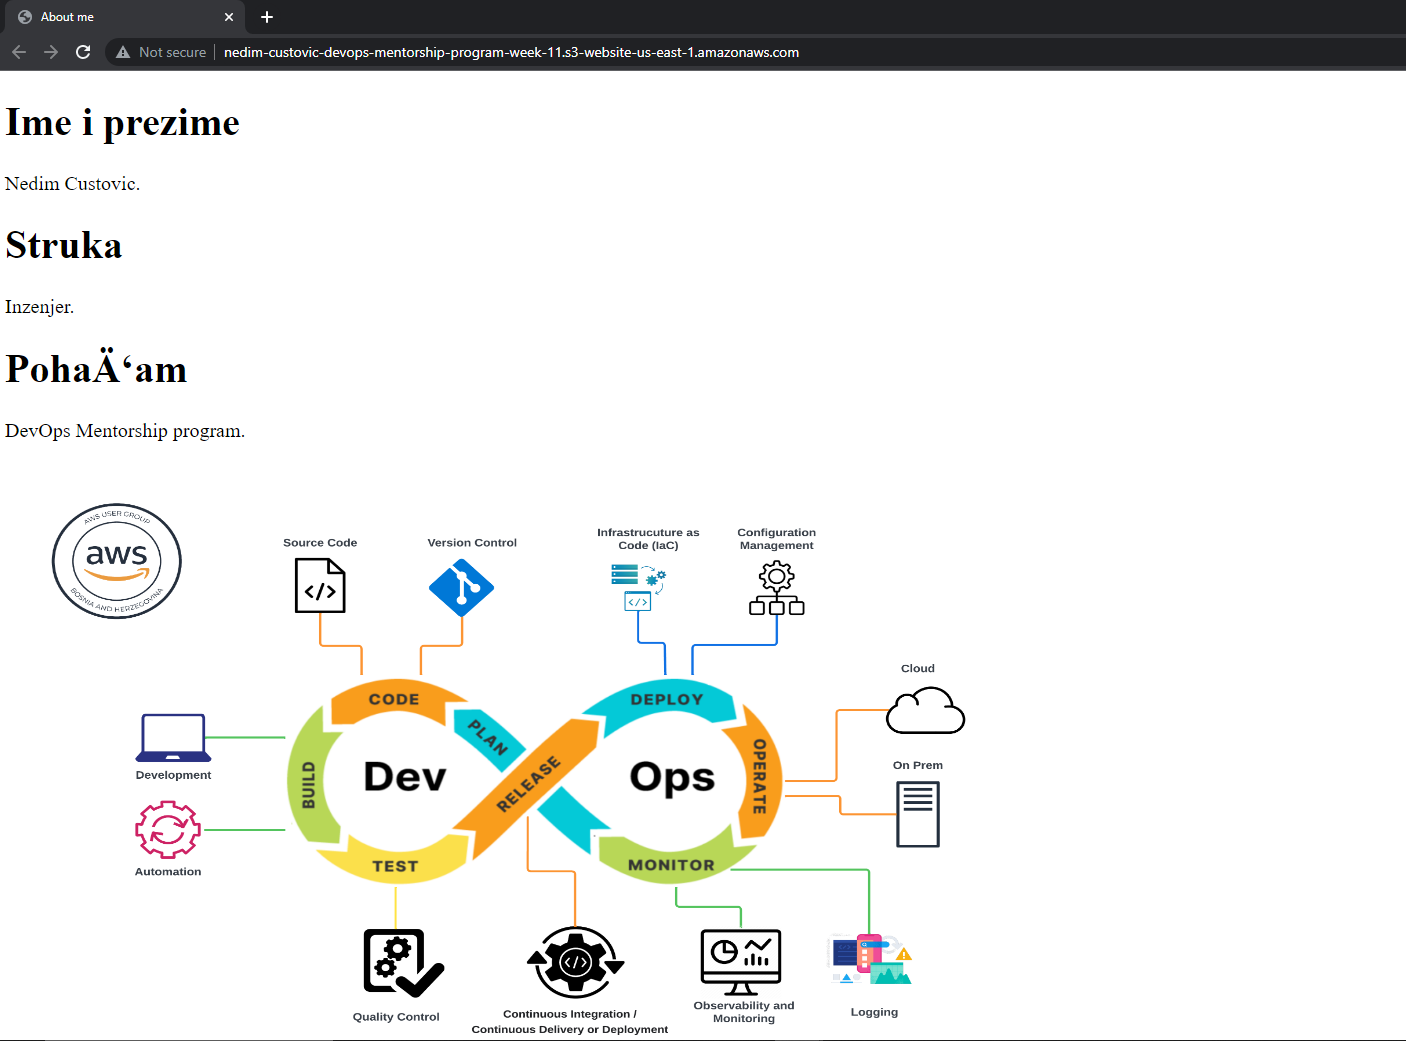 About me
Not secure
nedim-custovic-devops-mentorship-program-week-11.s3-website-us-east-1.amazonaws.com
Ime i prezime
Nedim Custovic.
Struka
Inzenjer.
PohaÄ‘am
DevOps Mentorship program.
AWS USER GROUP
aws
BOSNIA AND HERZEGOVINA
Source Code
Version Control
Infrastrucuture as
Code (IaC)
Configuration
Management
</>
</>
CODE
PLAN
DEPLOY
Cloud
Development
BUILD
Dev
RELEASE
Ops
OPERATE
On Prem
Automation
TEST
MONITOR
</>
Quality Control
Continuous Integration /
Continuous Delivery or Deployment
Observability and
Monitoring
Logging